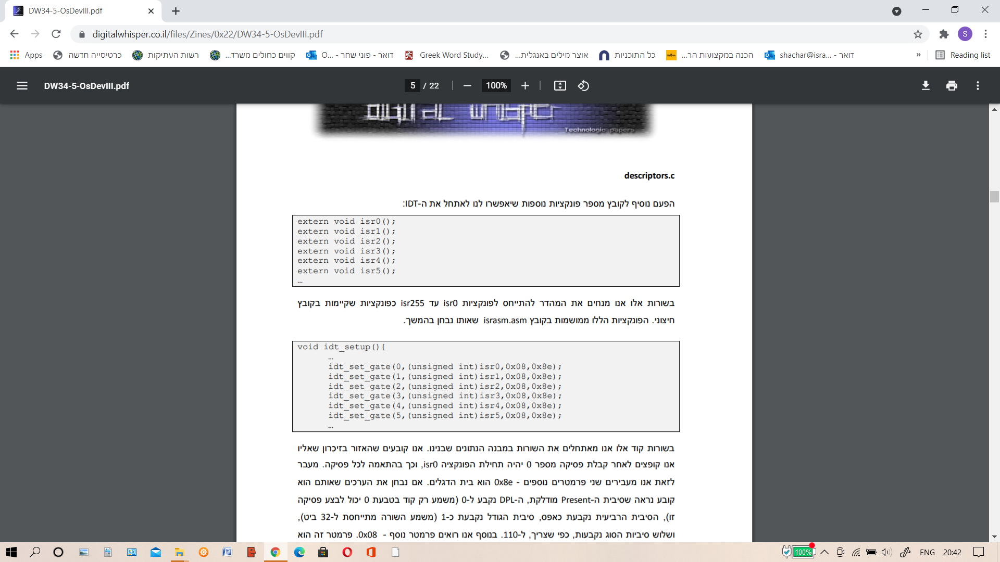 DW34-5-OsDevIII.pdf
digitalwhisper.co.il/files/Zines/0x22/DW34-5-OsDevIII.pdf
S
Apps
כרטיסייה חדשה
רשות העתיקות
קווים כחולים משרד...
דואר - פוני שחר - O...
Greek Word Study...
אוצר מילים באנגלית...
כל התוכניות
הכנה במקצועות הר...
דואר - shachar@isra...
»
Reading list
DW34-5-OsDevIII.pdf
5 / 22
100%
Technologic papers
descriptors.c
הפעם נוסיף לקובץ מספר פונקציות נוספות שיאפשרו לנו לאתחל את ה-IDT:
extern void isr0();
extern void isr1();
extern void isr2();
extern void isr3();
extern void isr4();
extern void isr5();
…
בשורות אלו אנו מנחים את המהדר להתייחס לפונקציות isr0 עד isr255 כפונקציות שקיימות בקובץ
חיצוני. הפונקציות הללו ממומשות בקובץ israsm.asm שאותו נבחן בהמשך.
void idt_setup(){
…
idt_set_gate(0,(unsigned int)isr0,0x08,0x8e);
idt_set_gate(1,(unsigned int)isr1,0x08,0x8e);
idt_set_gate(2,(unsigned int)isr2,0x08,0x8e);
idt_set_gate(3,(unsigned int)isr3,0x08,0x8e);
idt_set_gate(4,(unsigned int)isr4,0x08,0x8e);
idt_set_gate(5,(unsigned int)isr5,0x08,0x8e);
…
בשורות קוד אלו אנו מאתחלים את השורות במבנה הנתונים שבנינו. אנו קובעים שהאזור בזיכרון שאליו
אנו קופצים לאחר קבלת פסיקה מספר 0 יהיה תחילת הפונקציה isr0, וכך בהתאמה לכל פסיקה. מעבר
לזאת אנו מעבירים שני פרמטרים נוספים - 0x8e הוא בית הדגלים. אם נבחן את הערכים שאותם הוא
קובע נראה שסיבית ה-Present מודלקת, ה-DPL נקבע ל-0 (משמע רק קוד בטבעת 0 יכול לבצע פסיקה
זו), הסיבית הרביעית נקבעת כאפס, סיבית הגודל נקבעת כ-1 (משמע השורה מתייחסת ל-32 ביט),
ושלוש סיביות הסוג נקבעות, כפי שצריך, ל-110. בנוסף אנו רואים פרמטר נוסף - 0x08. פרמטר זה הוא
100%
ENG
20:42